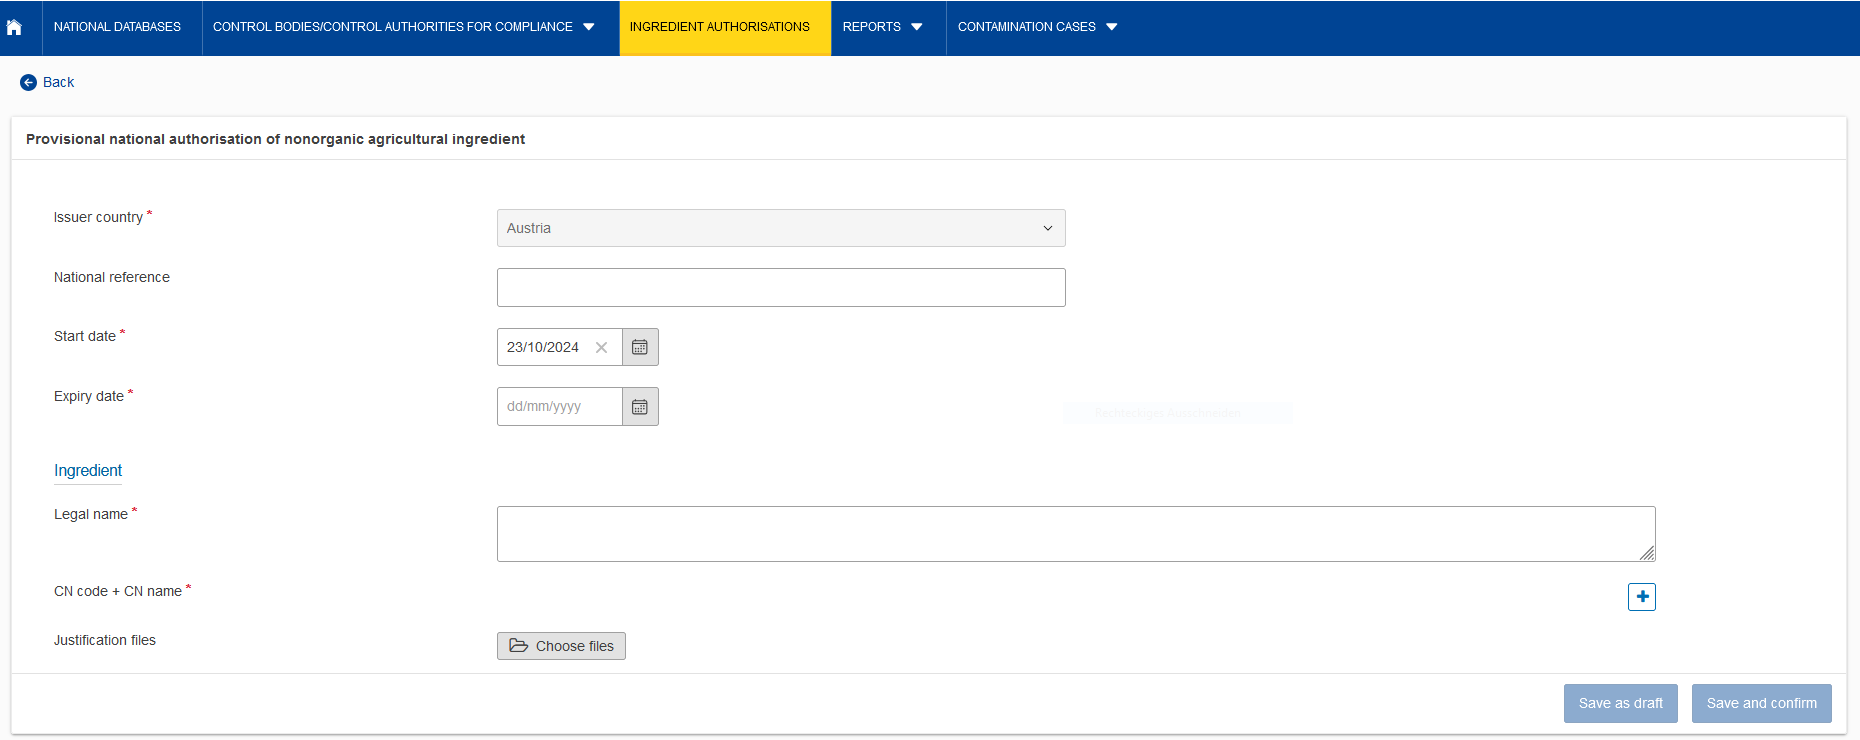 NATIONAL DATABASES CONTROL BODIES/CONTROL AUTHORITIES FOR COMPLIANCE INGREDIENT AUTHORISATIONS REPORTS CONTAMINATION CASES
Back
Provisional national authorisation of nonorganic agricultural ingredient
Issuer country * Austria
National reference
Start date * 23/10/2024
Expiry date * dd/mm/yyyy
Rechteckiges Ausschneiden
Ingredient
Legal name *
CN code + CN name *
Justification files Choose files
Save as draft Save and confirm